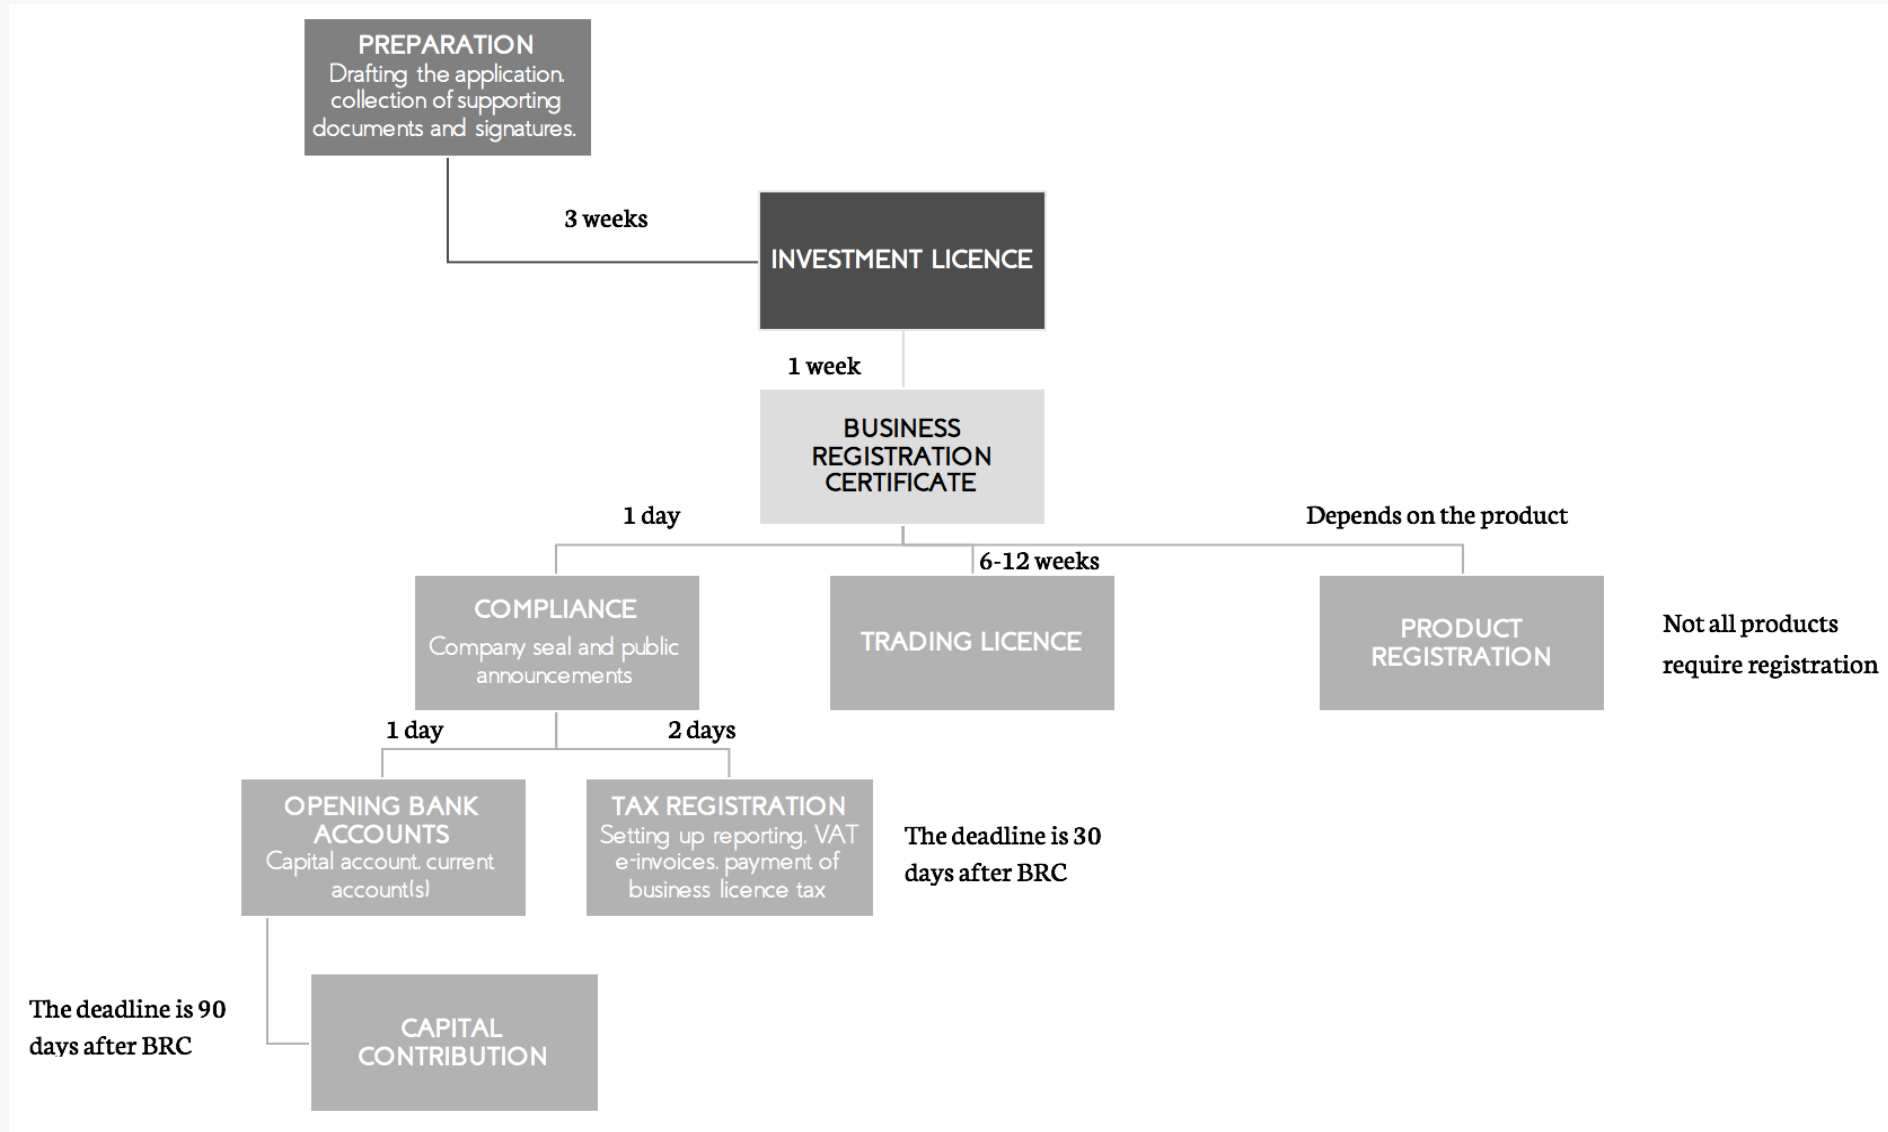 PREPARATION
Drafting the application.
collection of supporting
documents and signatures.
3 weeks
INVESTMENT LICENCE
1 week
BUSINESS
REGISTRATION
CERTIFICATE
1 day
6-12 weeks
Depends on the product
COMPLIANCE
Company seal and public
announcements
TRADING LICENCE
PRODUCT
REGISTRATION
Not all products
require registration
1 day
2 days
OPENING BANK
ACCOUNTS
Capital account. current
account(s)
TAX REGISTRATION
Setting up reporting. VAT
e-invoices. payment of
business licence tax
The deadline is 30
days after BRC
The deadline is 90
days after BRC
CAPITAL
CONTRIBUTION